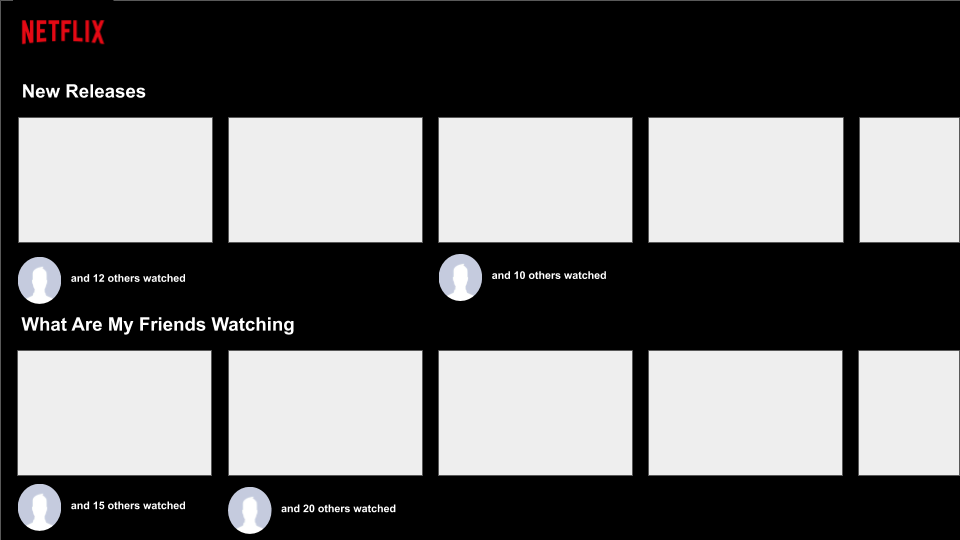 NETFLIX
New Releases
and 12 others watched
and 10 others watched
What Are My Friends Watching
and 15 others watched
and 20 others watched